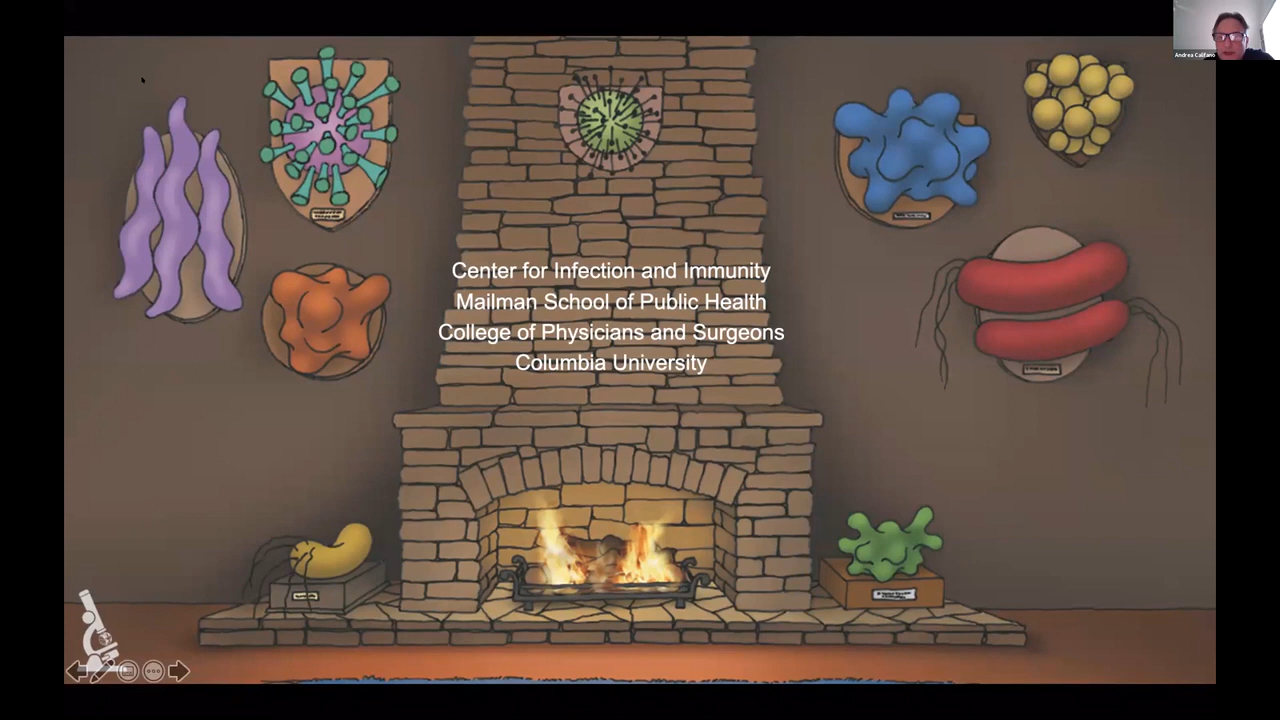 Andrea Califano
Center for Infection and Immunity
Mailman School of Public Health
College of Physicians and Surgeons
Columbia University